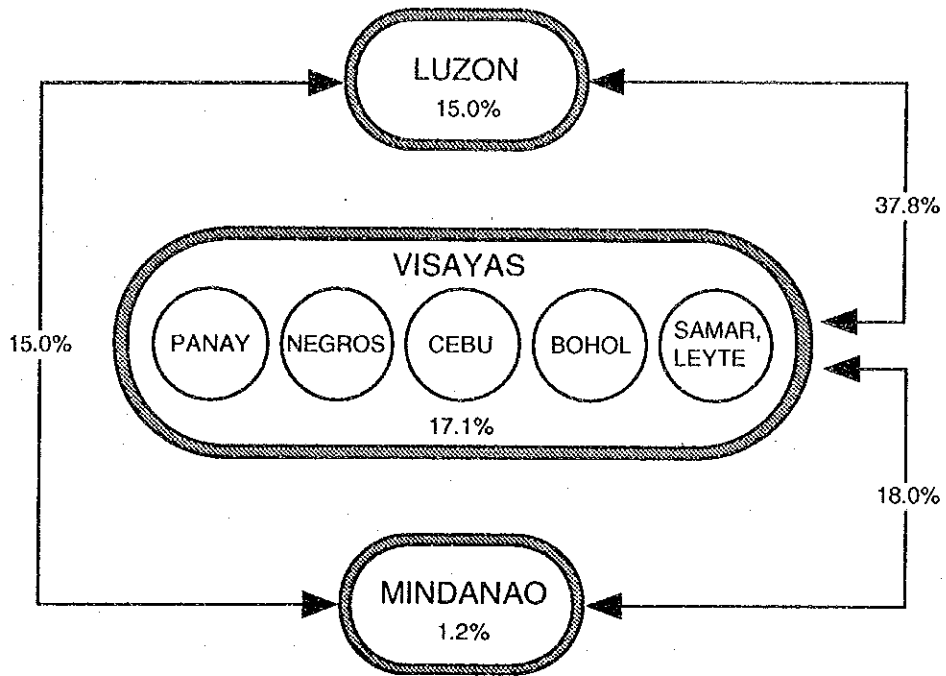 LUZON
15.0%
37.8%
VISAYAS
PANAY
NEGROS
CEBU
BOHOL
SAMAR,
LEYTE
15.0%
17.1%
18.0%
MINDANAO
1.2%